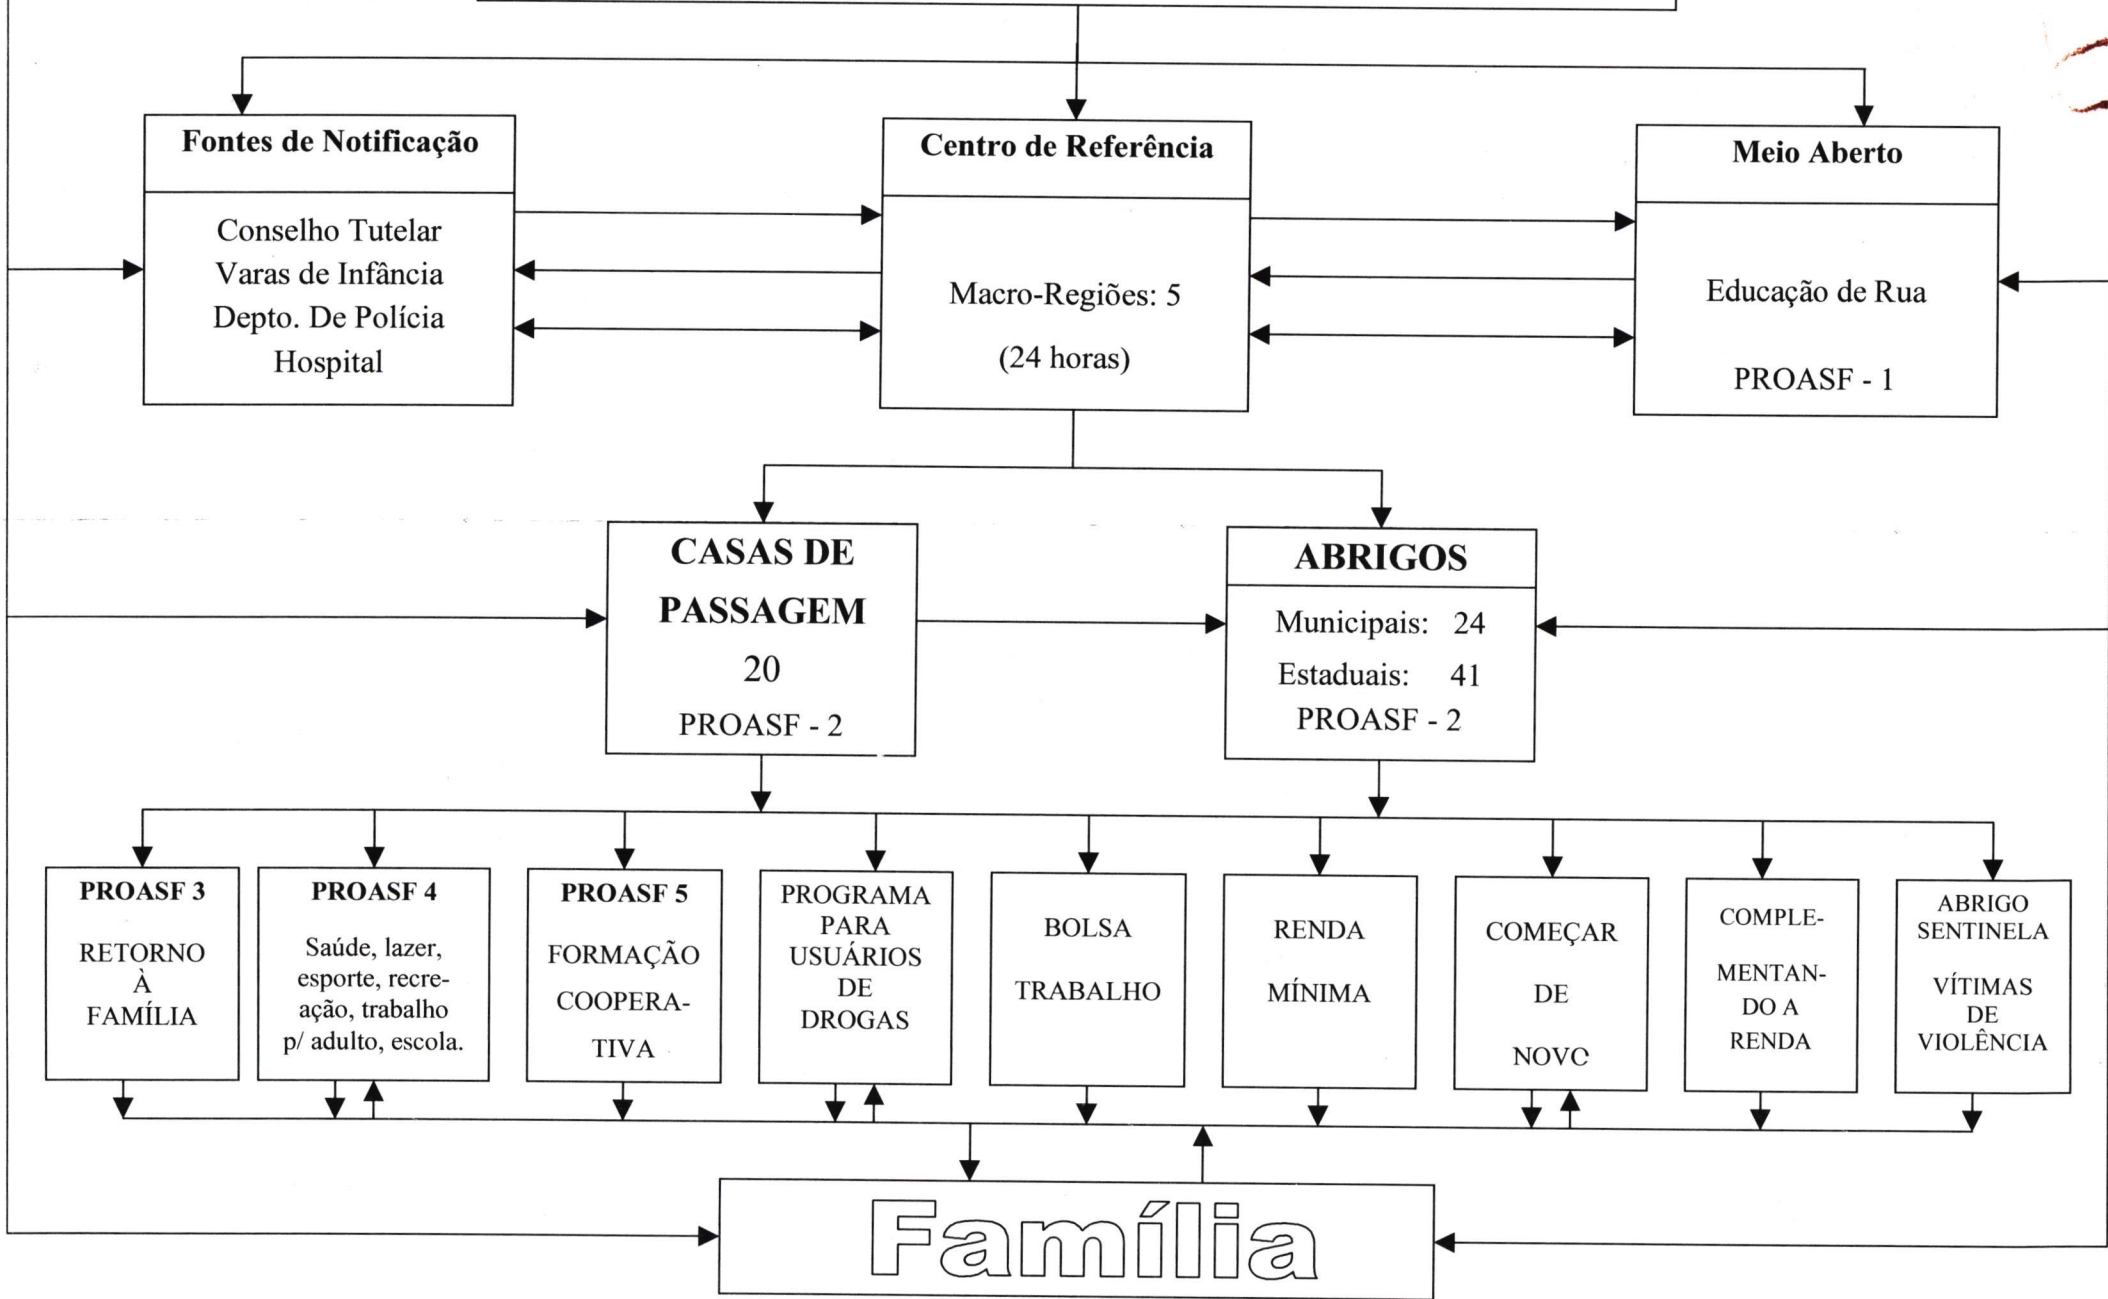 Fontes de Notificação
Conselho Tutelar
Varas de Infância
Depto. De Polícia
Hospital
Centro de Referência
Macro-Regiões: 5
(24 horas)
Meio Aberto
Educação de Rua
PROASF - 1
CASAS DE
PASSAGEM
20
PROASF - 2
ABRIGOS
Municipais: 24
Estaduais: 41
PROASF - 2
PROASF 3
RETORNO
À
FAMÍLIA
PROASF 4
Saúde, lazer,
esporte, recre-
ação, trabalho
p/ adulto, escola.
PROASF 5
FORMAÇÃO
COOPERA-
TIVA
PROGRAMA
PARA
USUÁRIOS
DE
DROGAS
BOLSA
TRABALHO
RENDA
MÍNIMA
COMEÇAR
DE
NOVO
COMPLE-
MENTAN-
DO A
RENDA
ABRIGO
SENTINELA
VÍTIMAS
DE
VIOLÊNCIA
Família